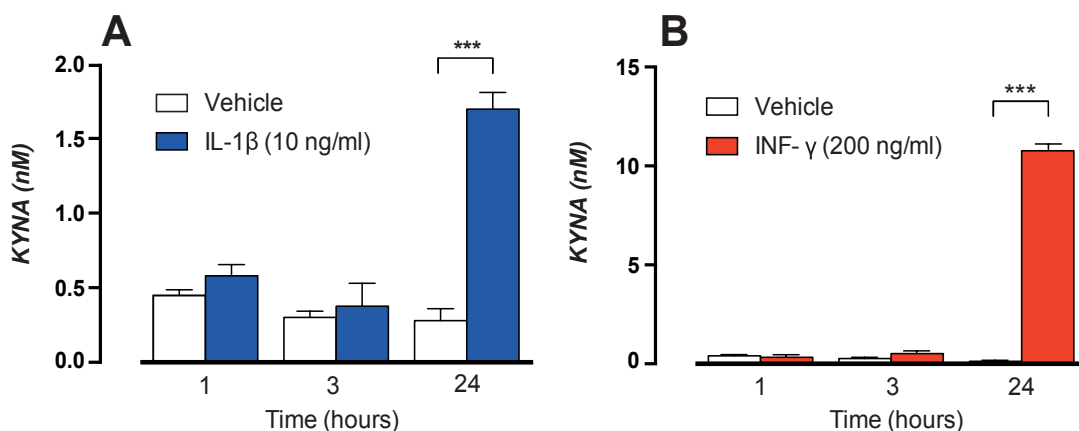 A
KYNA (nM)
2.0
1.5
1.0
0.5
0.0
Vehicle
IL-1β (10 ng/ml)
***
1
3
24
Time (hours)
B
KYNA (nM)
15
10
5
0
Vehicle
INF- γ (200 ng/ml)
***
1
3
24
Time (hours)